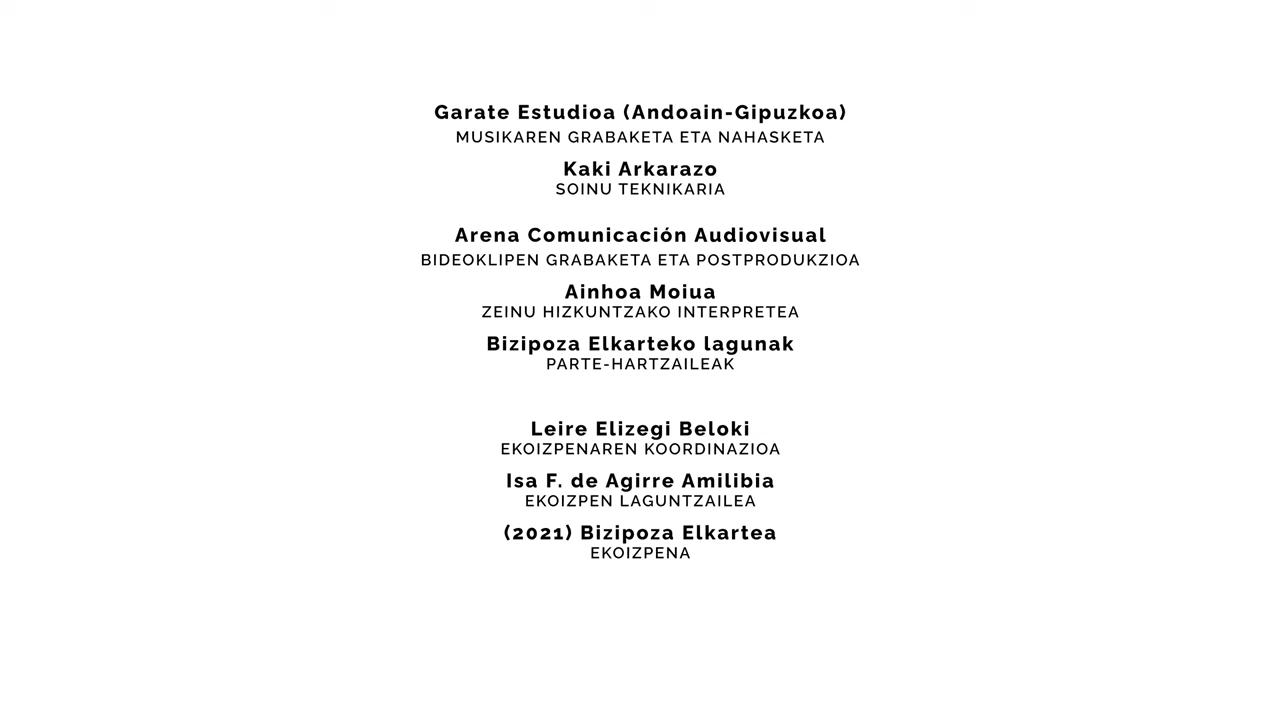 Garate Estudioa (Andoain-Gipuzkoa)
MUSIKAREN GRABAKETA ETA NAHASKETA
Kaki Arkarazo
SOINU TEKNIKARIA
Arena Comunicación Audiovisual
BIDEOKLIPEN GRABAKETA ETA POSTPRODUKZIOA
Ainhoa Moiua
ZEINU HIZKUNTZAKO INTERPRETEA
Bizipoza Elkarteko lagunak
PARTE-HARTZAILEAK
Leire Elizegi Beloki
EKOIZPENAREN KOORDINAZIOA
Isa F. de Agirre Amilibia
EKOIZPEN LAGUNTZAILEA
(2021) Bizipoza Elkartea
EKOIZPENA